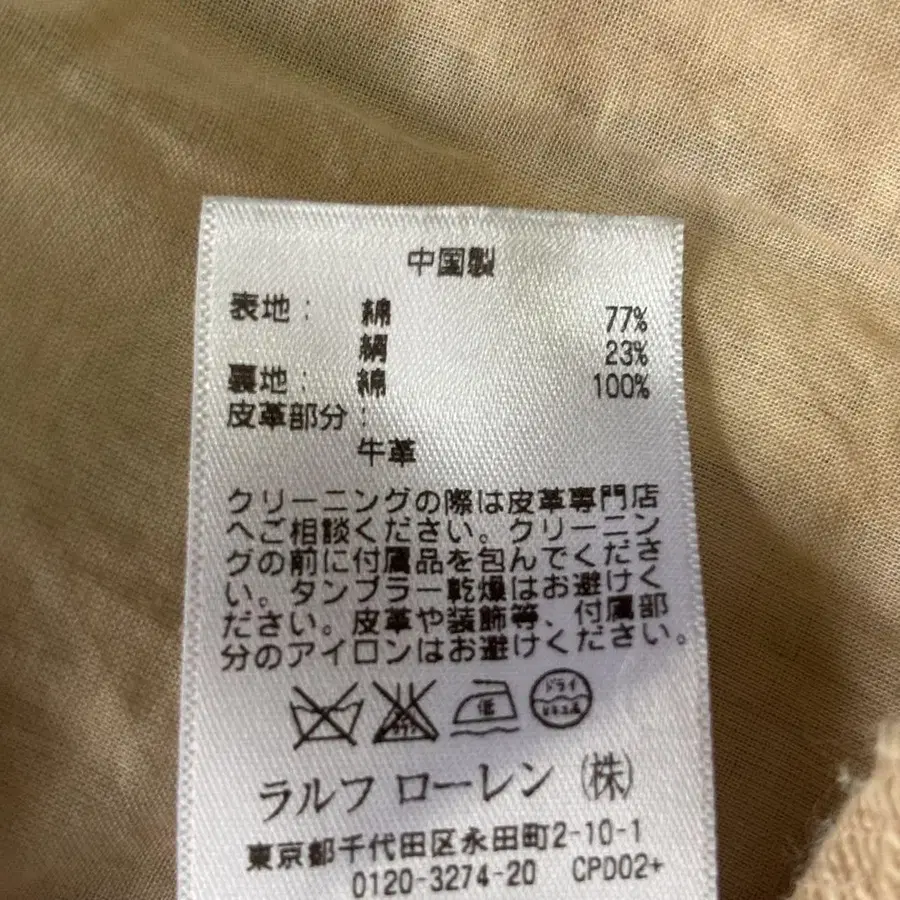 中国製
表地: 綿 77%
絹 23%
裏地: 綿 100%
皮革部分:
牛革
クリーニングの際は皮革専門店
へご相談ください。クリーニン
グの前に付属品を包んでくださ
い。タンブラー乾燥はお避けく
ださい。皮革や装飾等、付属部
分のアイロンはお避けください。
低 ドライ
ラルフ ローレン (株)
東京都千代田区永田町2-10-1
0120-3274-20 CPD02+